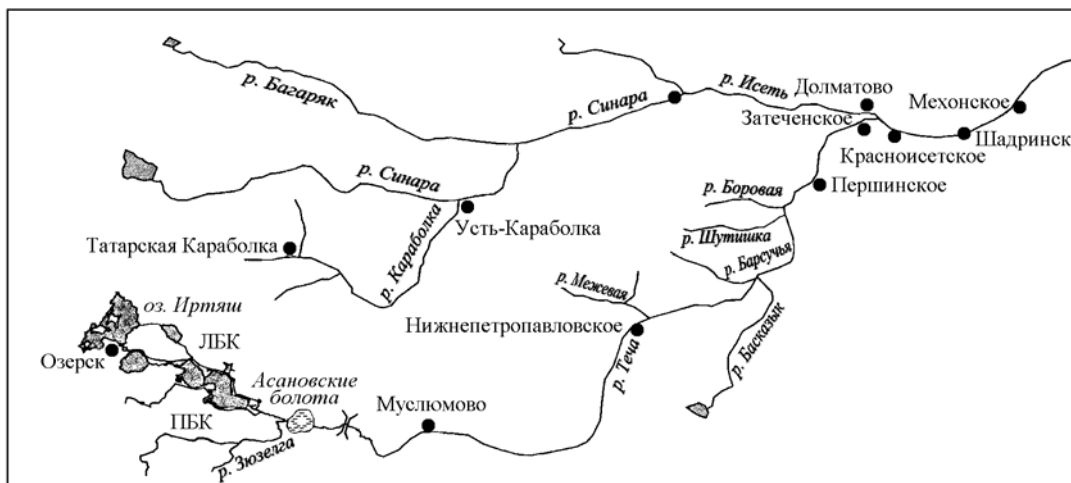 р. Багаряк
р. Синара
р. Исеть
Долматово
Мехонское
Затеченское
Шадринск
Красноисетское
Першинское
р. Боровая
р. Синара
Усть-Караболка
р. Караболка
Татарская Караболка
р. Шутишка
р. Барсучья
р. Межевая
оз. Иртяш
Нижнепетропавловское
р. Басказык
ЛБК
Озерск
р. Теча
Асановские
болота
Муслюмово
ПБК
р. Зюзелга